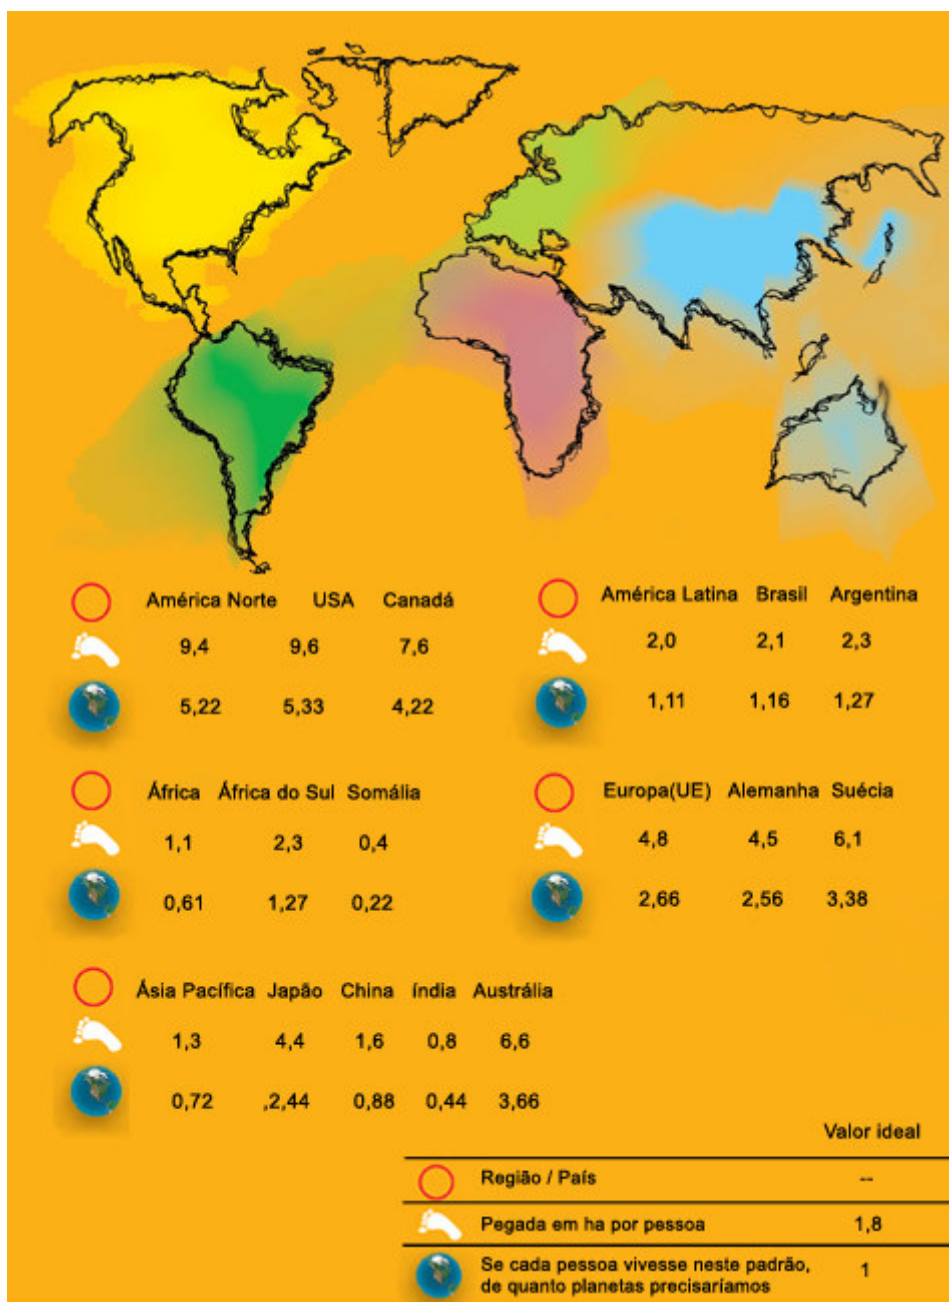 América Norte USA Canadá
9,4 9,6 7,6
5,22 5,33 4,22
América Latina Brasil Argentina
2,0 2,1 2,3
1,11 1,16 1,27
África África do Sul Somália
1,1 2,3 0,4
0,61 1,27 0,22
Europa(UE) Alemanha Suécia
4,8 4,5 6,1
2,66 2,56 3,38
Ásia Pacífica Japão China índia Austrália
1,3 4,4 1,6 0,8 6,6
0,72 ,2,44 0,88 0,44 3,66
Valor ideal
Região / País --
Pegada em ha por pessoa 1,8
Se cada pessoa vivesse neste padrão,
de quanto planetas precisaríamos 1